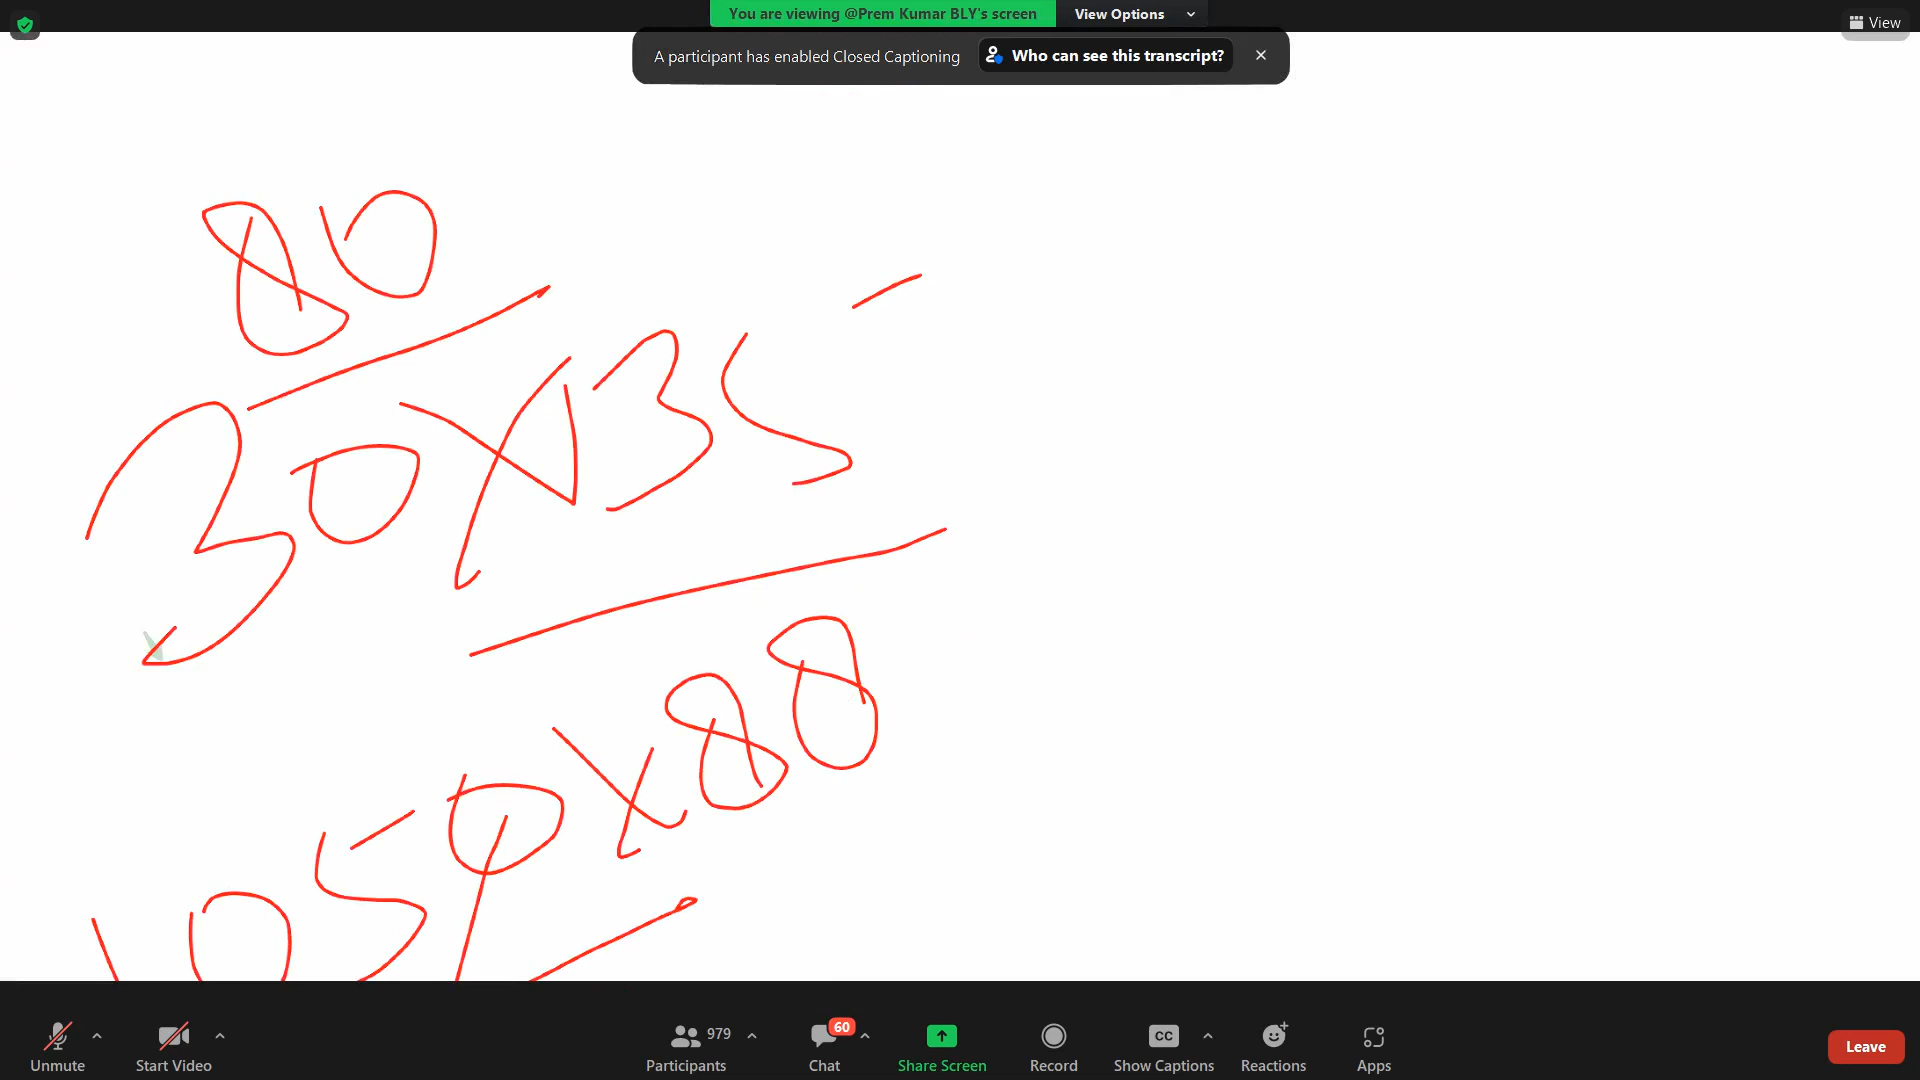 You are viewing @Prem Kumar BLY's screen View Options
View
A participant has enabled Closed Captioning Who can see this transcript?
80
30 x 35
1050 x 88
Unmute Start Video Participants 979 Chat 60 Share Screen Record CC Show Captions Reactions Apps Leave